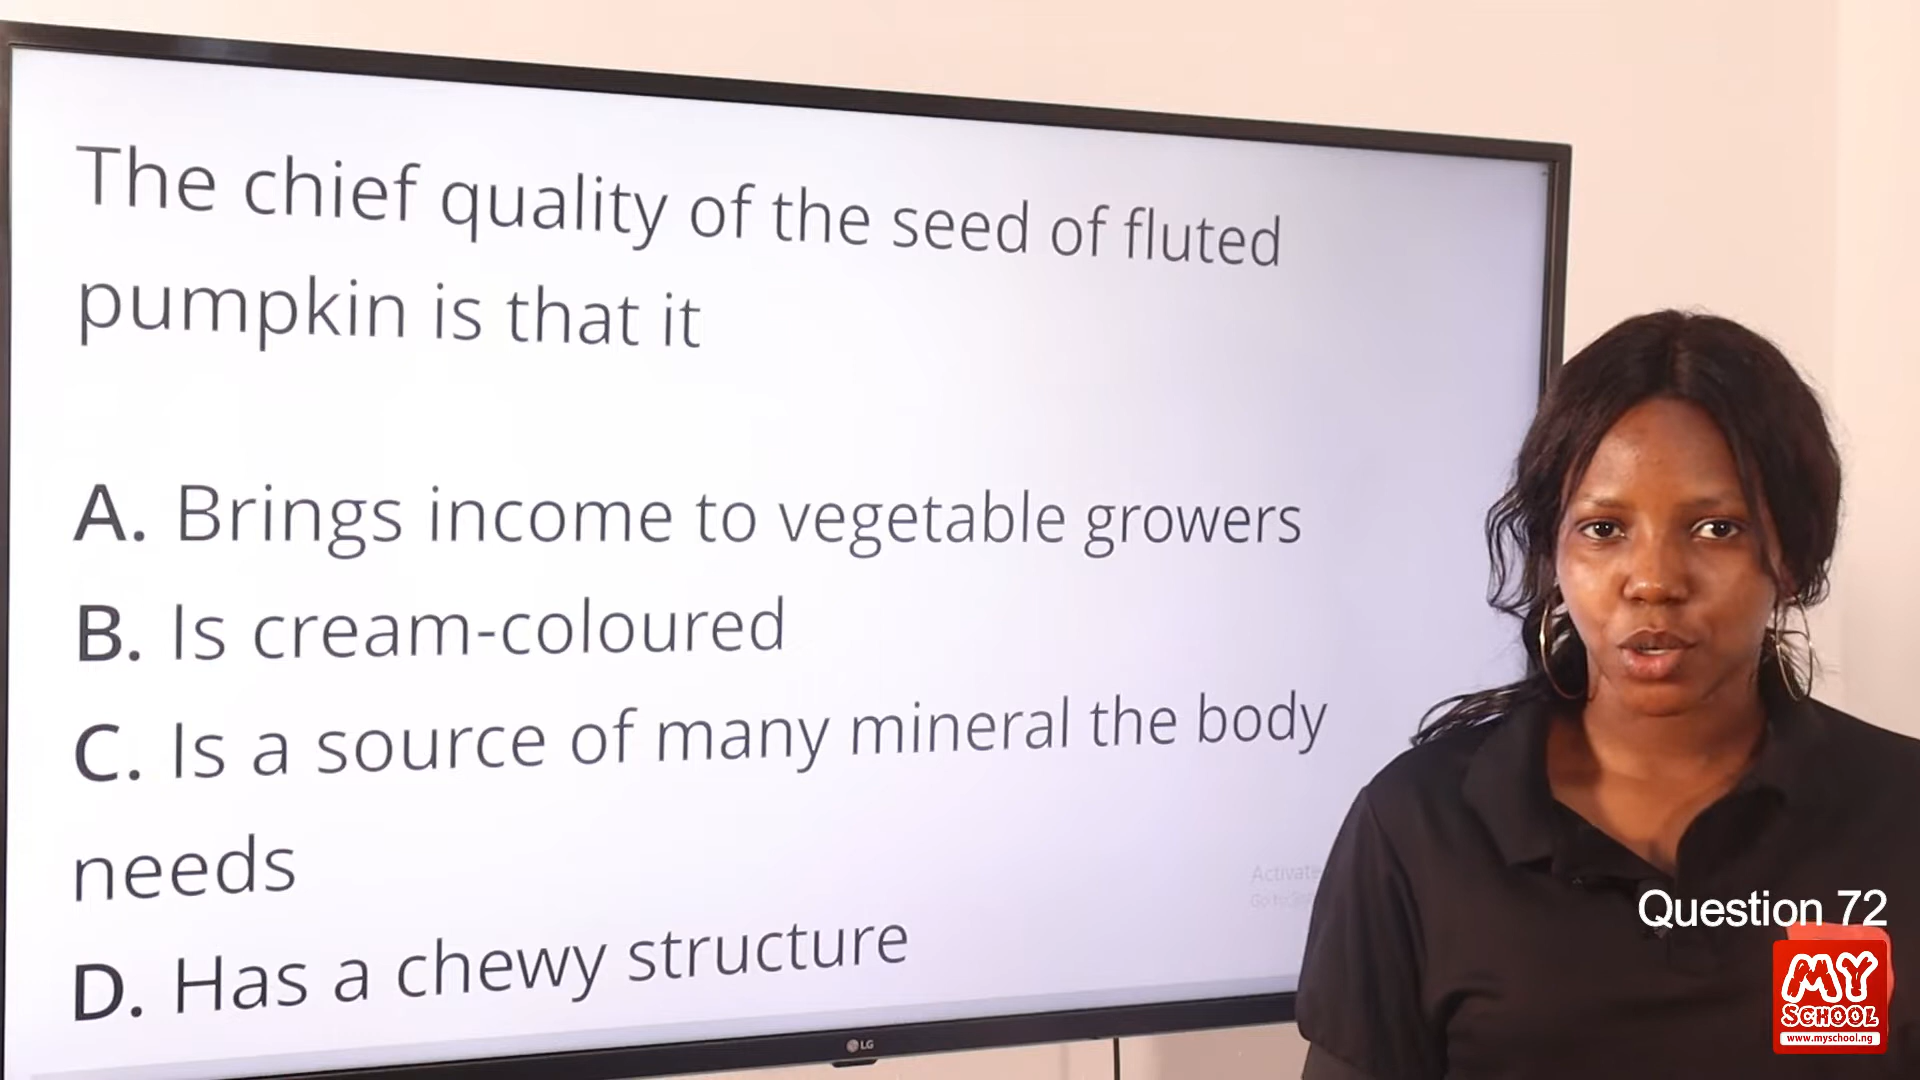 The chief quality of the seed of fluted
pumpkin is that it
A. Brings income to vegetable growers
B. Is cream-coloured
C. Is a source of many mineral the body
needs
D. Has a chewy structure
Activate
Go to
LG
Question 72
MY
SCHOOL
www.myschool.ng